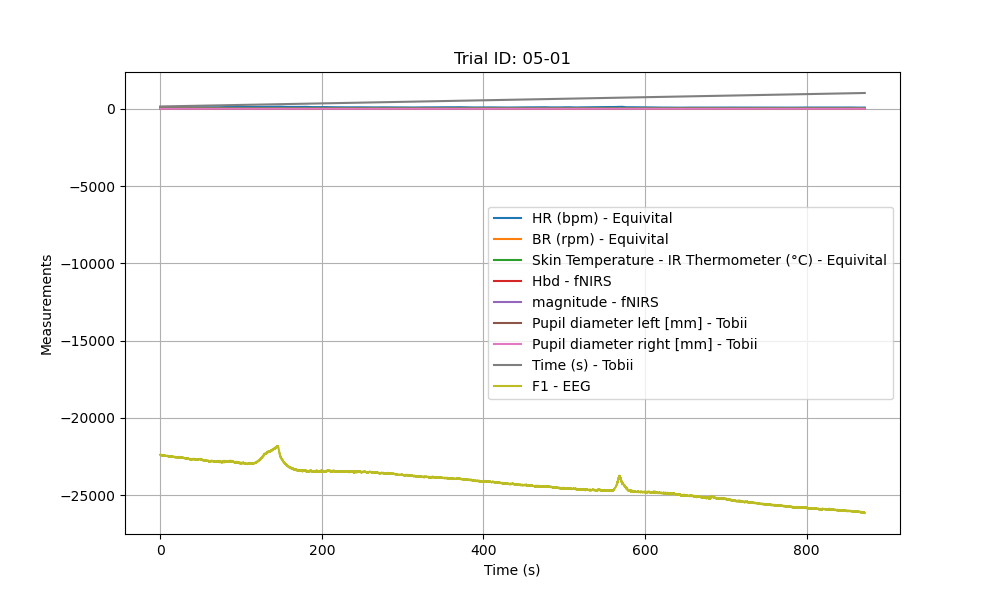 Trial ID: 05-01
0
−5000
−10000
−15000
−20000
−25000
Measurements
HR (bpm) - Equivital
BR (rpm) - Equivital
Skin Temperature - IR Thermometer (°C) - Equivital
Hbd - fNIRS
magnitude - fNIRS
Pupil diameter left [mm] - Tobii
Pupil diameter right [mm] - Tobii
Time (s) - Tobii
F1 - EEG
0 200 400 600 800
Time (s)